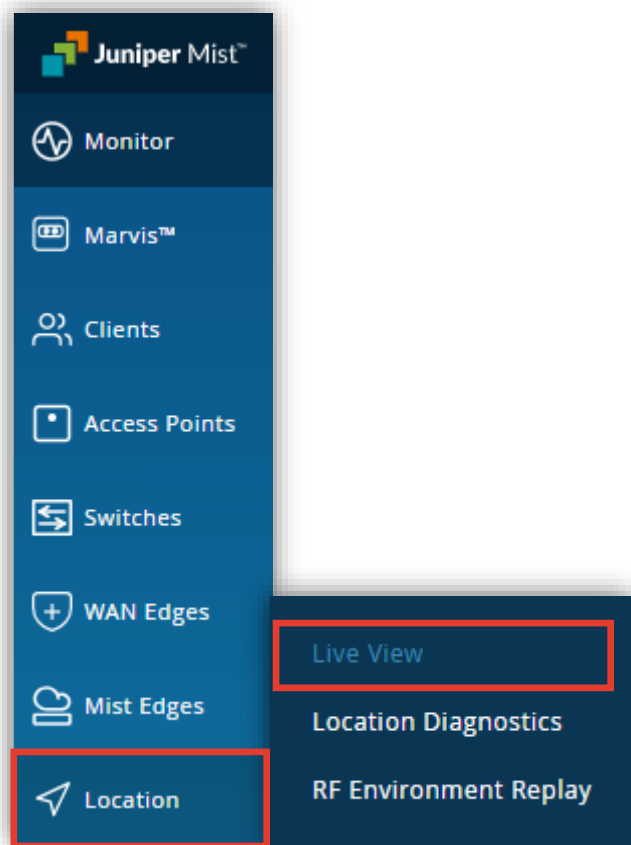 Juniper Mist™
Monitor
Marvis™
Clients
Access Points
Switches
WAN Edges
Mist Edges
Location
Live View
Location Diagnostics
RF Environment Replay